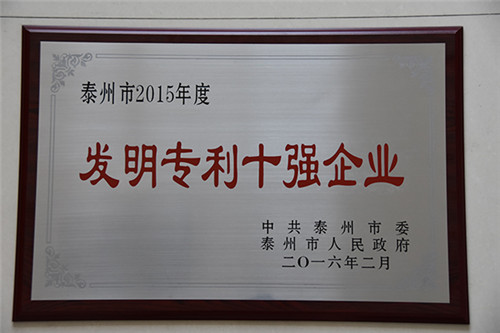 泰州市2015年度
发明专利十强企业
中共泰州市委
泰州市人民政府
二〇一六年二月